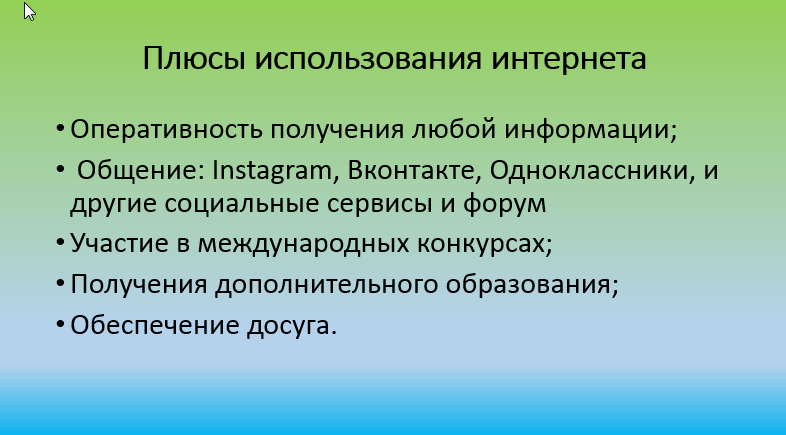 Плюсы использования интернета
• Оперативность получения любой информации;
• Общение: Instagram, Вконтакте, Одноклассники, и
другие социальные сервисы и форум
• Участие в международных конкурсах;
• Получения дополнительного образования;
• Обеспечение досуга.